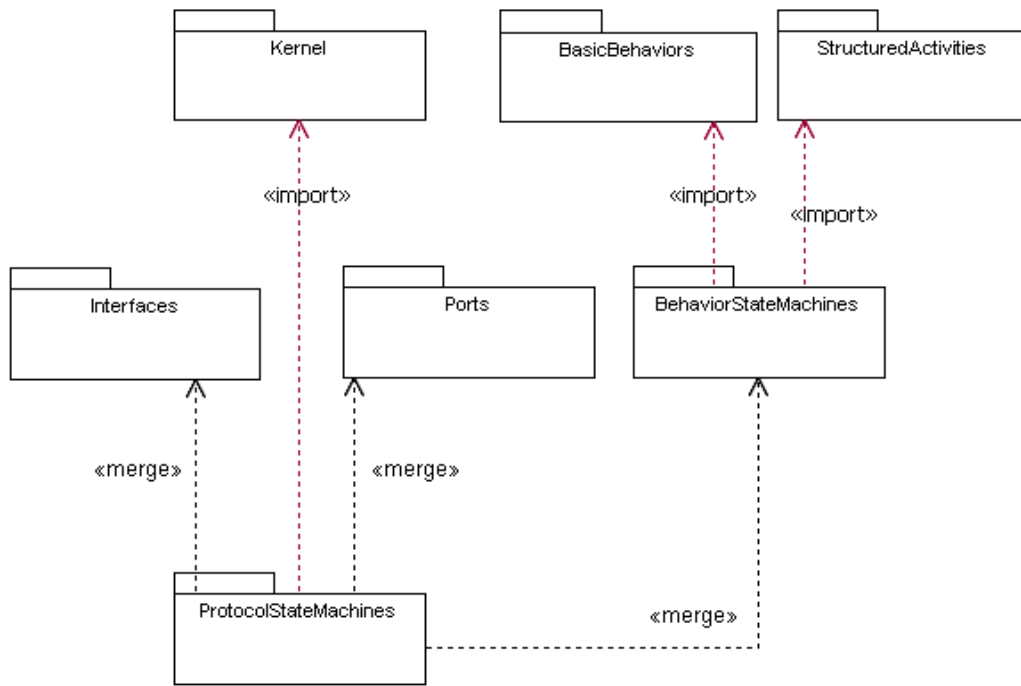 Kernel
BasicBehaviors
StructuredActivities
«import»
«import»
«import»
Interfaces
Ports
BehaviorStateMachines
«merge»
«merge»
ProtocolStateMachines
«merge»